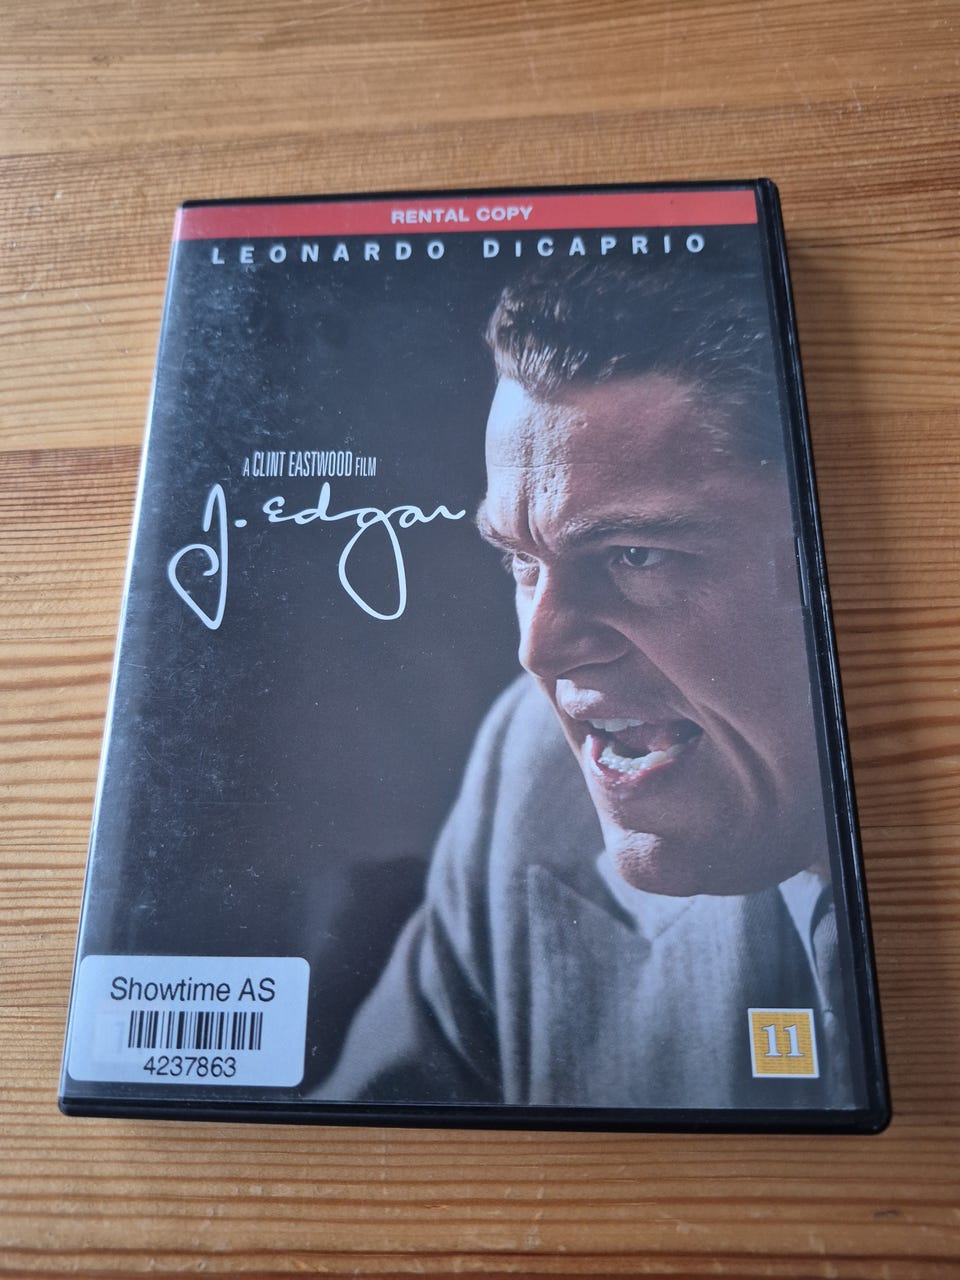 RENTAL COPY
LEONARDO DICAPRIO
A CLINT EASTWOOD FILM
J. Edgar
Showtime AS
4237863
11